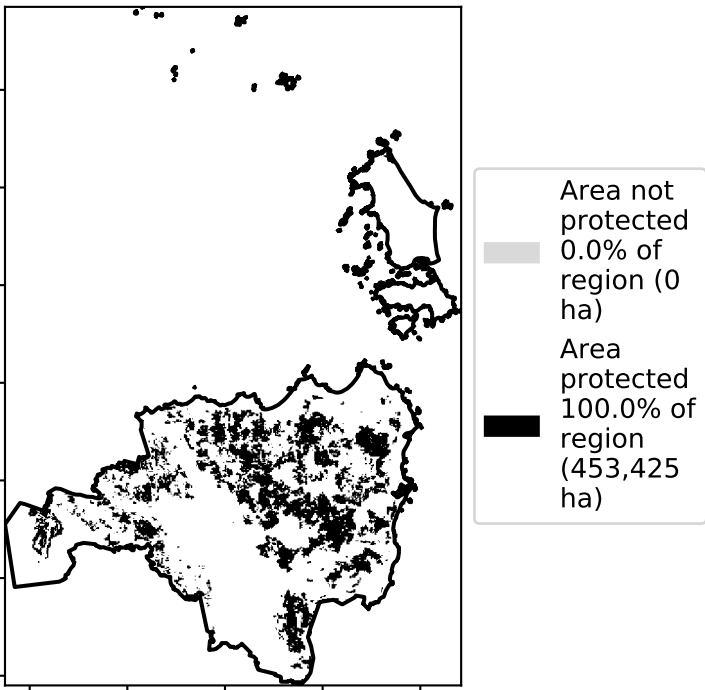 Area not
protected
0.0% of
region (0
ha)
Area
protected
100.0% of
region
(453,425
ha)